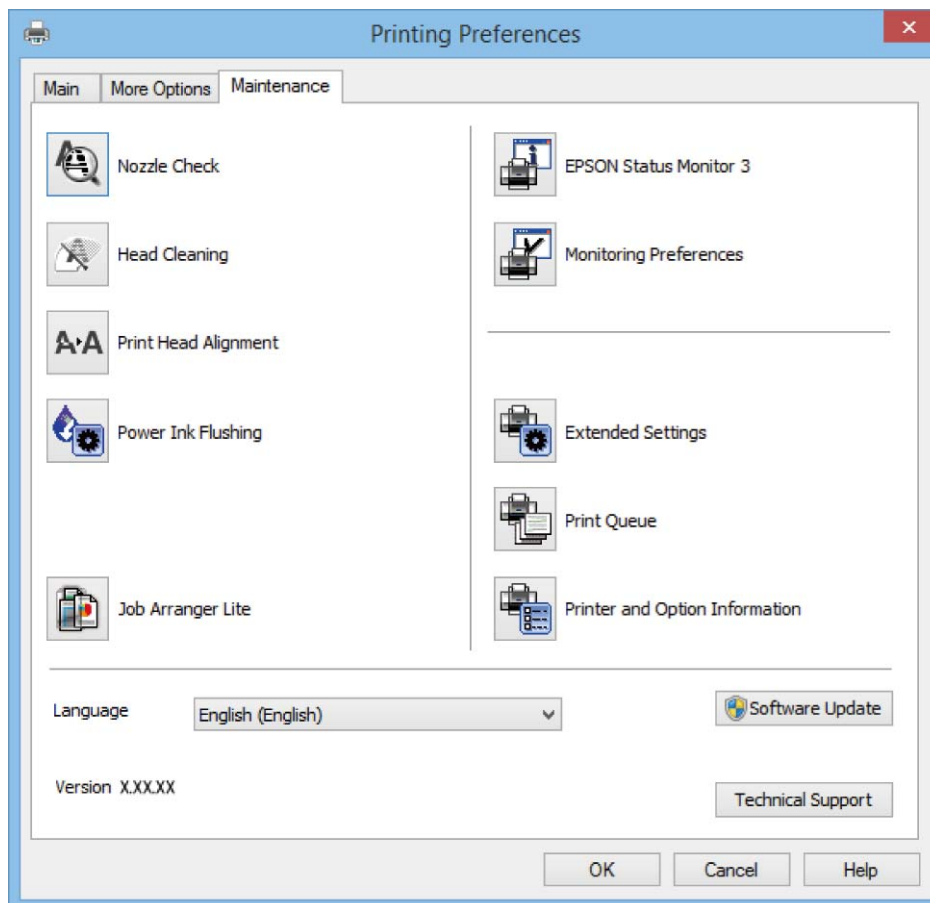 Printing Preferences
Main
More Options
Maintenance
Nozzle Check
Head Cleaning
Print Head Alignment
Power Ink Flushing
Job Arranger Lite
EPSON Status Monitor 3
Monitoring Preferences
Extended Settings
Print Queue
Printer and Option Information
Language
English (English)
Software Update
Version X.XX.XX
Technical Support
OK
Cancel
Help